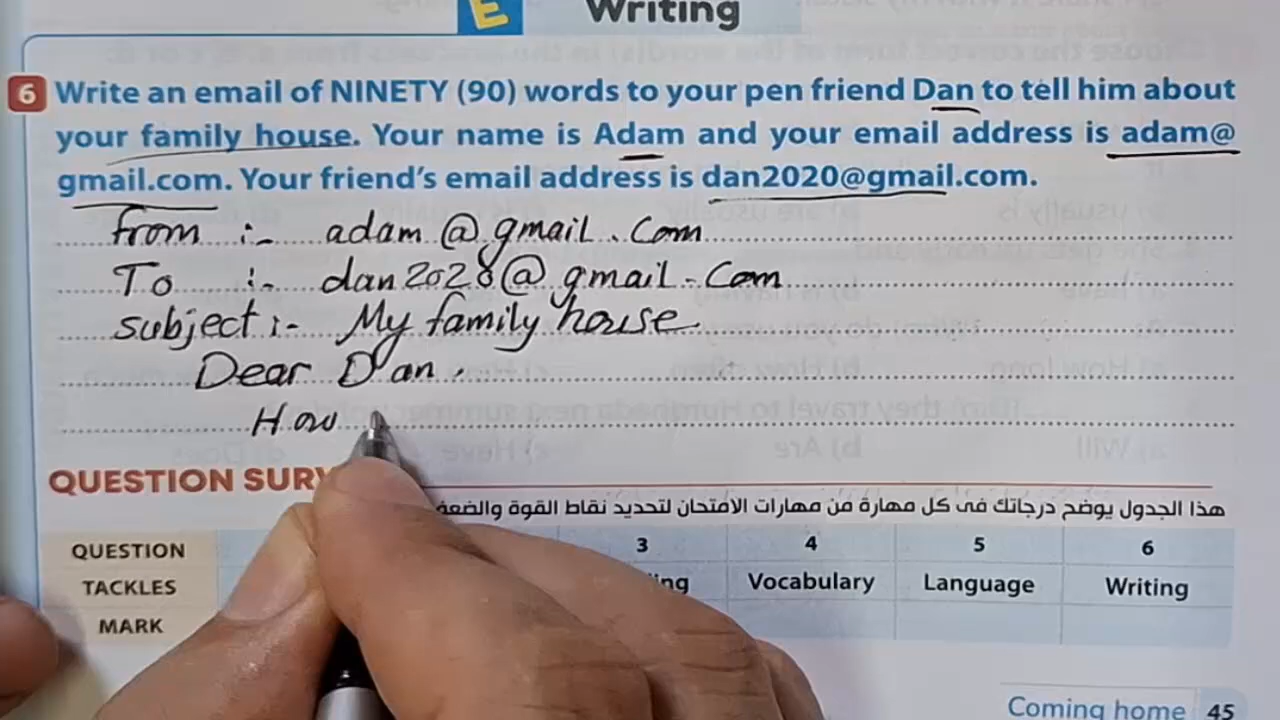 E Writing
6 Write an email of NINETY (90) words to your pen friend Dan to tell him about
your family house. Your name is Adam and your email address is adam@
gmail.com. Your friend's email address is dan2020@gmail.com.
from :- adam@gmail.com
To :- dan2028@gmail.com
subject :- My family house
Dear Dan.
How
QUESTION SURV
هذا الجدول يوضح درجاتك فى كل مهارة من مهارات الامتحان لتحديد نقاط القوة والضعف
QUESTION 3 4 5 6
TACKLES Vocabulary Language Writing
MARK
Coming home 45